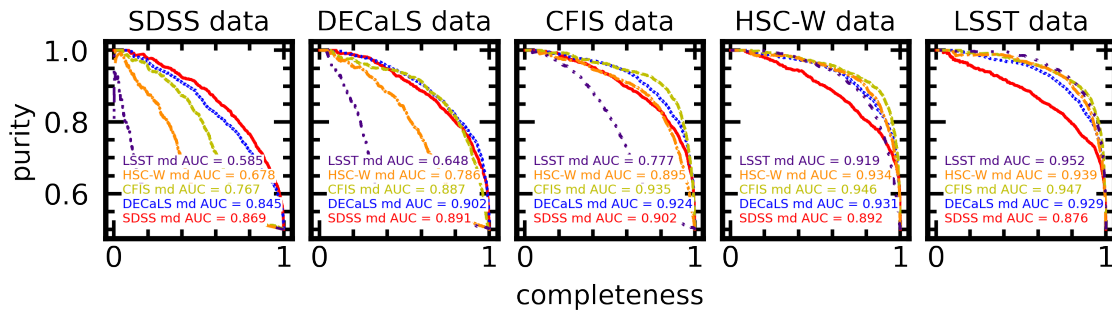 SDSS data DECaLS data CFIS data HSC-W data LSST data
purity
1.0
0.8
0.6
LSST md AUC = 0.585
HSC-W md AUC = 0.678
CFIS md AUC = 0.767
DECaLS md AUC = 0.845
SDSS md AUC = 0.869
LSST md AUC = 0.648
HSC-W md AUC = 0.786
CFIS md AUC = 0.887
DECaLS md AUC = 0.902
SDSS md AUC = 0.891
LSST md AUC = 0.777
HSC-W md AUC = 0.895
CFIS md AUC = 0.935
DECaLS md AUC = 0.924
SDSS md AUC = 0.902
LSST md AUC = 0.919
HSC-W md AUC = 0.934
CFIS md AUC = 0.946
DECaLS md AUC = 0.931
SDSS md AUC = 0.892
LSST md AUC = 0.952
HSC-W md AUC = 0.939
CFIS md AUC = 0.947
DECaLS md AUC = 0.929
SDSS md AUC = 0.876
0 1 0 1 0 1 0 1 0 1
completeness